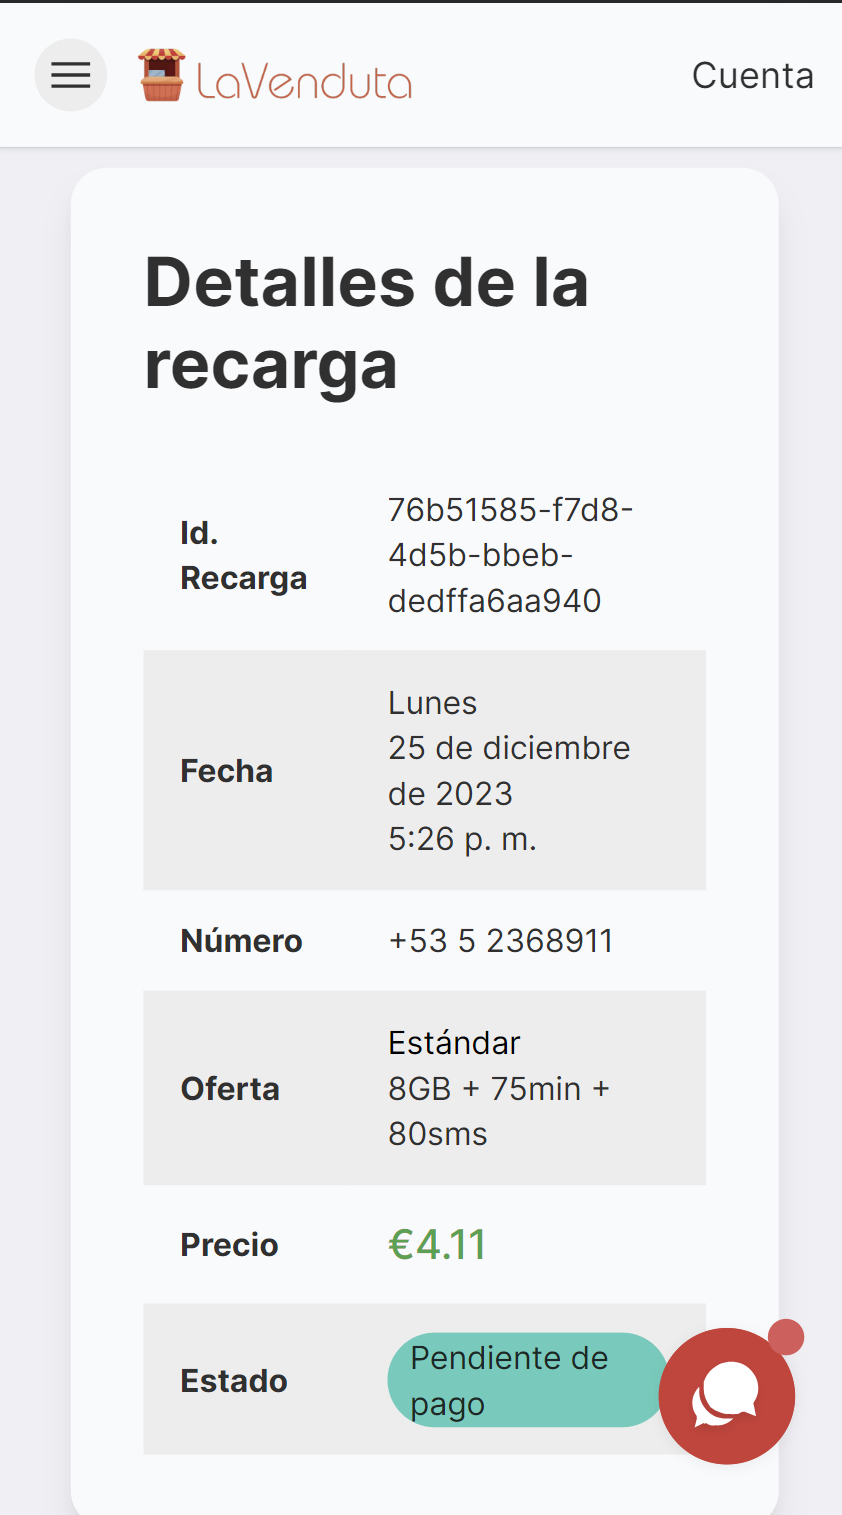 LaVenduta
Cuenta
Detalles de la
recarga
Id.
Recarga
76b51585-f7d8-
4d5b-bbeb-
dedffa6aa940
Fecha
Lunes
25 de diciembre
de 2023
5:26 p. m.
Número
+53 5 2368911
Oferta
Estándar
8GB + 75min +
80sms
Precio
€4.11
Estado
Pendiente de
pago